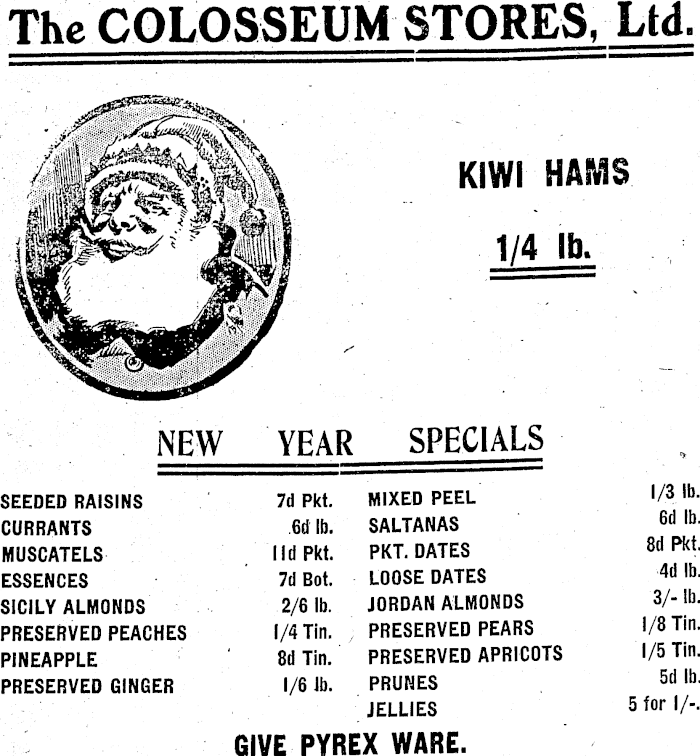 The COLOSSEUM STORES, Ltd.
KIWI HAMS
1/4 lb.
NEW YEAR SPECIALS
SEEDED RAISINS 7d Pkt.
CURRANTS 6d lb.
MUSCATELS 11d Pkt.
ESSENCES 7d Bot.
SICILY ALMONDS 2/6 lb.
PRESERVED PEACHES 1/4 Tin.
PINEAPPLE 8d Tin.
PRESERVED GINGER 1/6 lb.
MIXED PEEL 1/3 lb.
SALTANAS 6d lb.
PKT. DATES 8d Pkt.
LOOSE DATES 4d lb.
JORDAN ALMONDS 3/- lb.
PRESERVED PEARS 1/8 Tin.
PRESERVED APRICOTS 1/5 Tin.
PRUNES 5d lb.
JELLIES 5 for 1/-.
GIVE PYREX WARE.